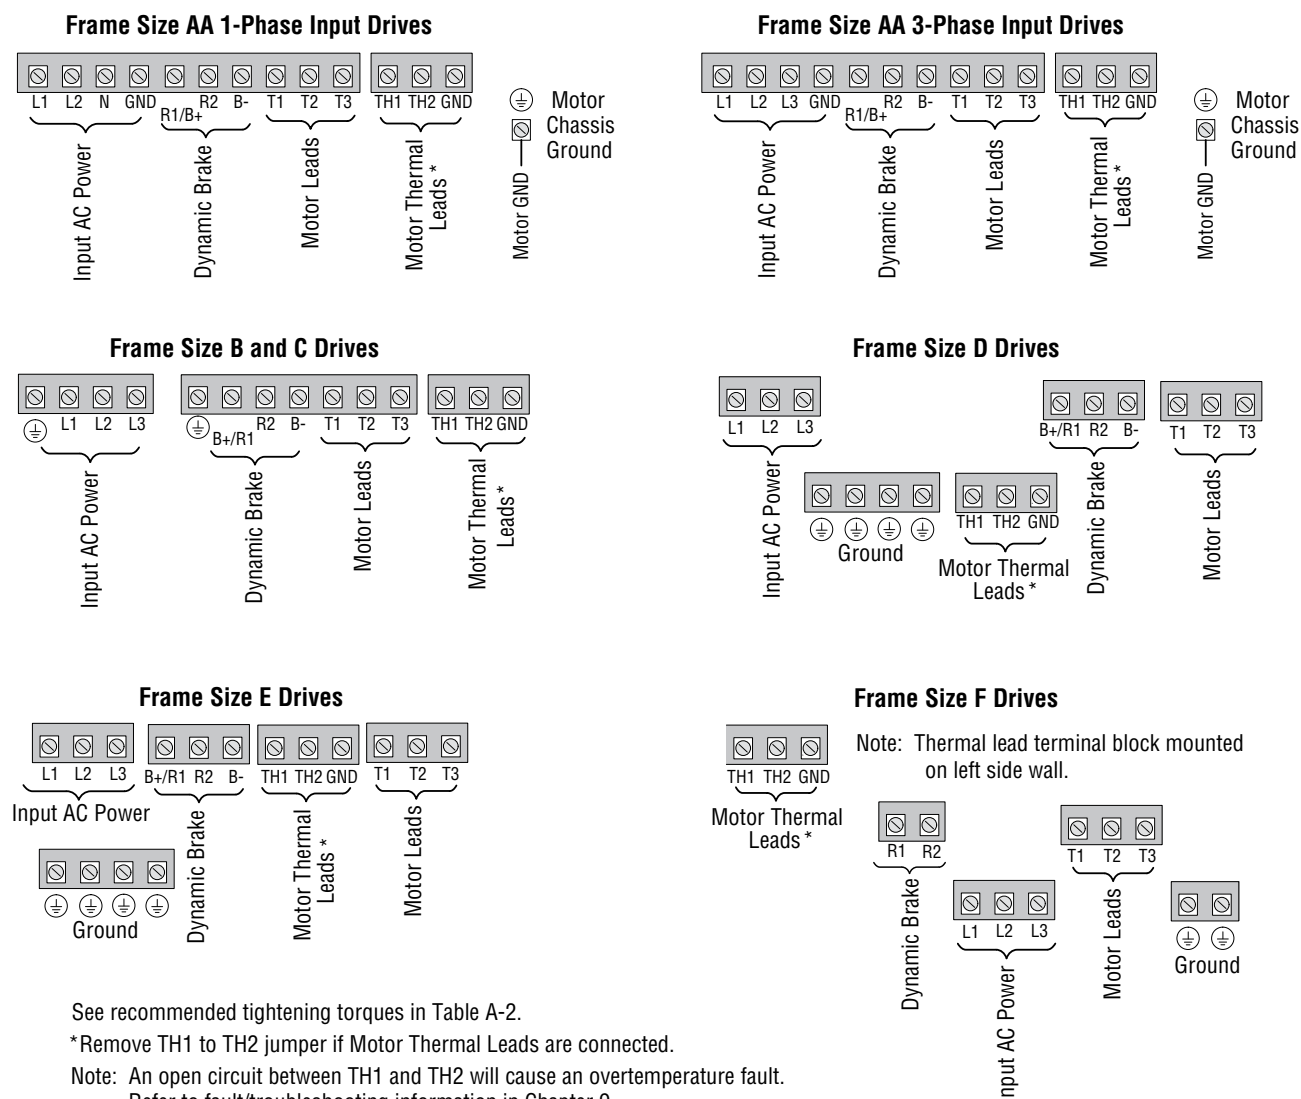 Frame Size AA 1-Phase Input Drives
L1 L2 N GND R1/B+ R2 B- T1 T2 T3 TH1 TH2 GND
Input AC Power
Dynamic Brake
Motor Leads
Motor Thermal
Leads *
Motor GND
Motor
Chassis
Ground
Frame Size AA 3-Phase Input Drives
L1 L2 L3 GND R1/B+ R2 B- T1 T2 T3 TH1 TH2 GND
Input AC Power
Dynamic Brake
Motor Leads
Motor Thermal
Leads *
Motor GND
Motor
Chassis
Ground
Frame Size B and C Drives
L1 L2 L3 B+/R1 R2 B- T1 T2 T3 TH1 TH2 GND
Input AC Power
Dynamic Brake
Motor Leads
Motor Thermal
Leads *
Frame Size D Drives
L1 L2 L3
Input AC Power
Ground
TH1 TH2 GND
Motor Thermal
Leads *
B+/R1 R2 B-
Dynamic Brake
T1 T2 T3
Motor Leads
Frame Size E Drives
L1 L2 L3 B+/R1 R2 B- TH1 TH2 GND T1 T2 T3
Input AC Power
Ground
Dynamic Brake
Motor Thermal
Leads *
Motor Leads
Frame Size F Drives
TH1 TH2 GND
Motor Thermal
Leads *
Note: Thermal lead terminal block mounted
on left side wall.
R1 R2
Dynamic Brake
L1 L2 L3
Input AC Power
T1 T2 T3
Motor Leads
Ground
See recommended tightening torques in Table A-2.
*Remove TH1 to TH2 jumper if Motor Thermal Leads are connected.
Note: An open circuit between TH1 and TH2 will cause an overtemperature fault.
Refer to fault/troubleshooting information in Chapter